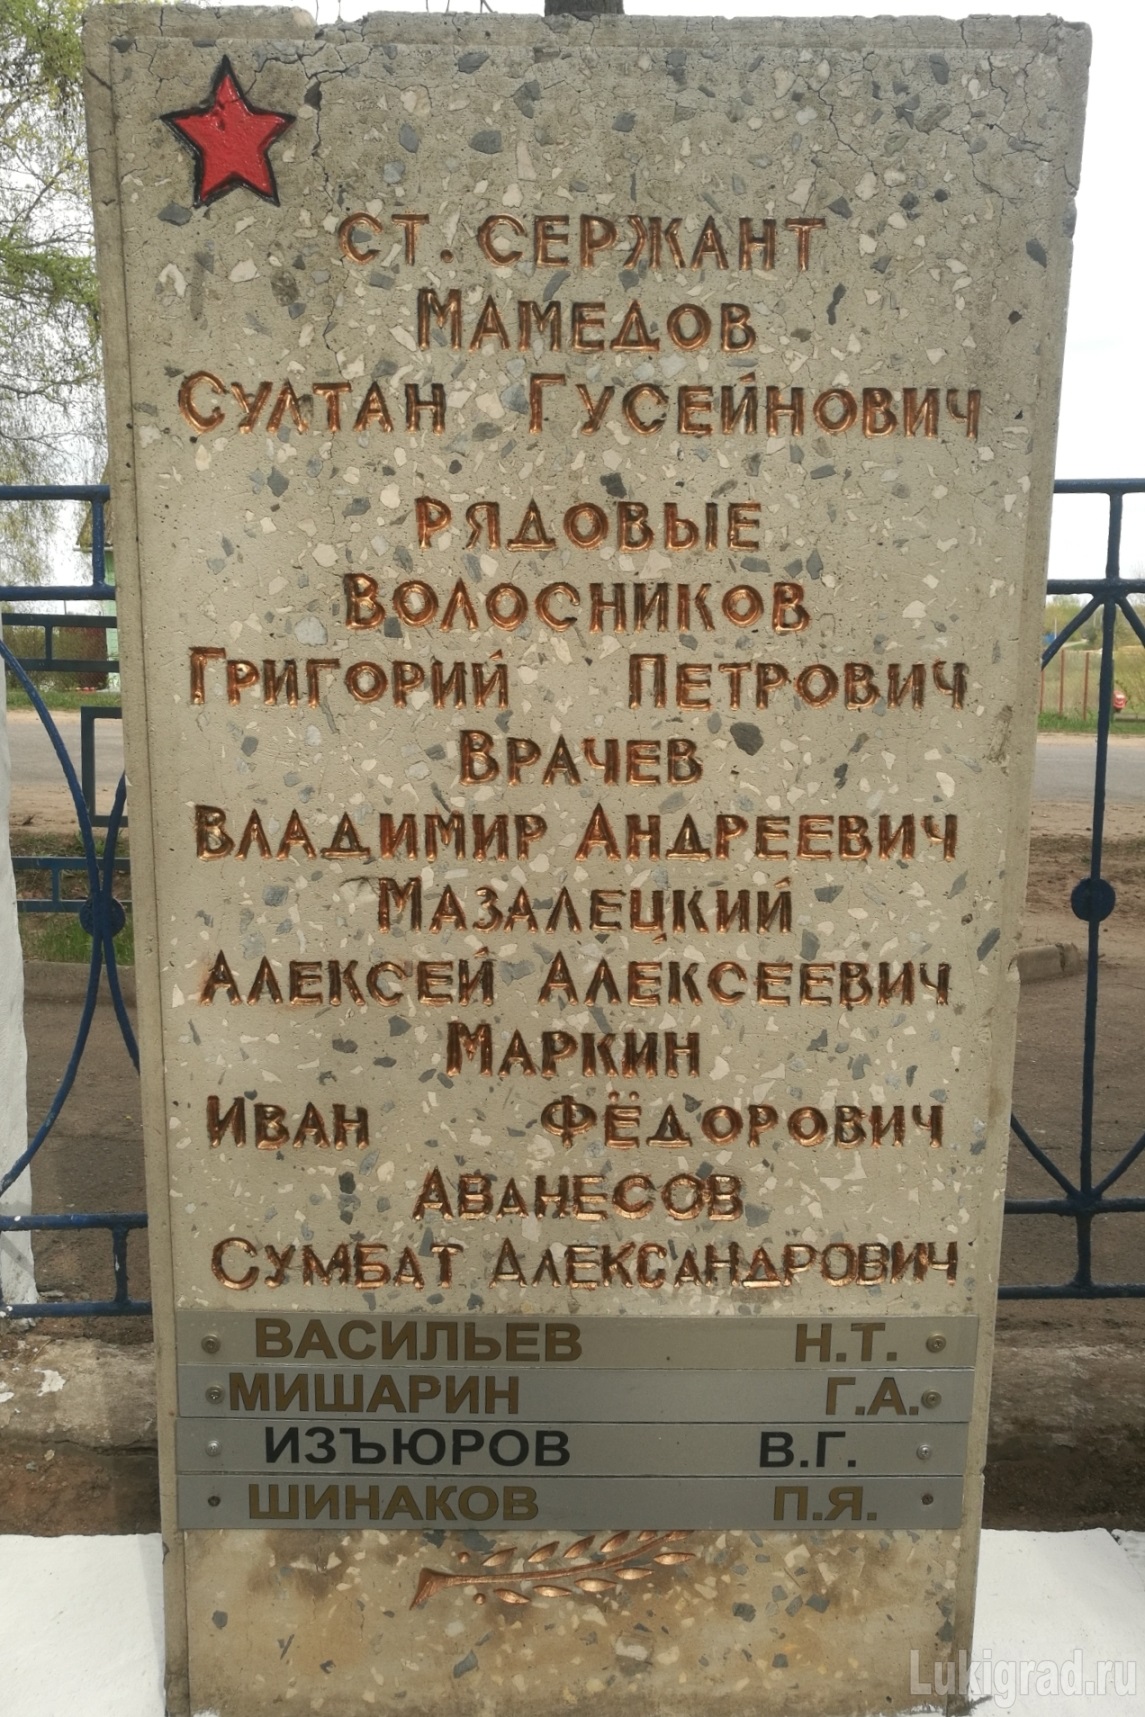 Ст. сержант
Мамедов
Султан Гусейнович
Рядовые
Волосников
Григорий Петрович
Врачев
Владимир Андреевич
Мазалецкий
Алексей Алексеевич
Маркин
Иван Фёдорович
Аванесов
Сумбат Александрович
ВАСИЛЬЕВ Н.Т.
МИШАРИН Г.А.
ИЗЪЮРОВ В.Г.
ШИНАКОВ П.Я.
Lukigrad.ru